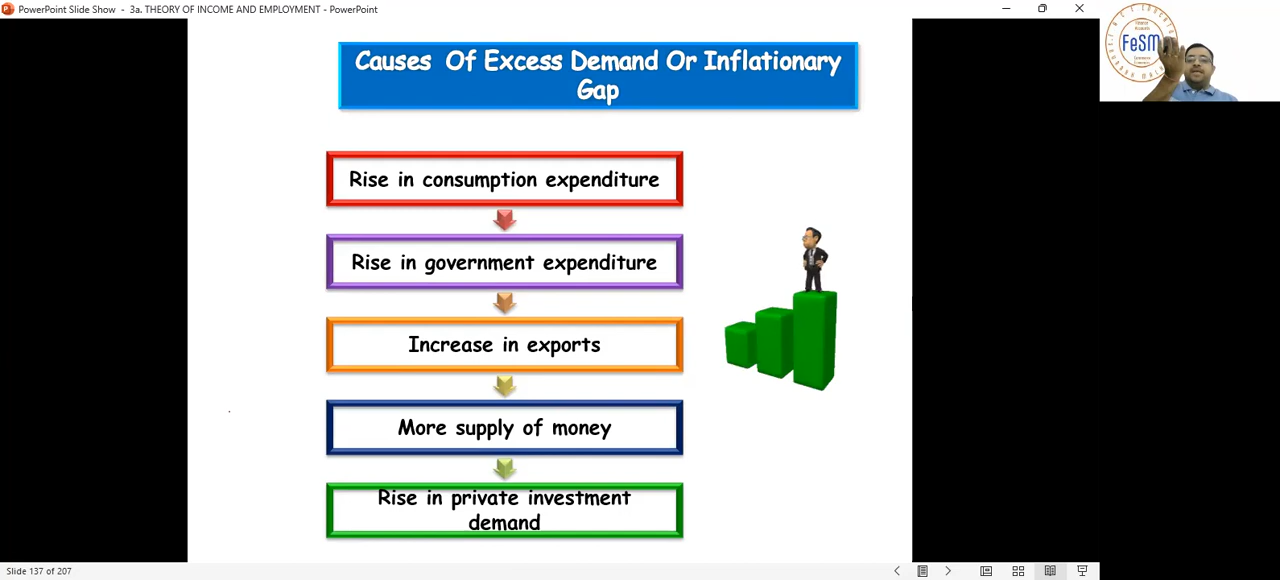 PowerPoint Slide Show - 3a. THEORY OF INCOME AND EMPLOYMENT - PowerPoint
Causes Of Excess Demand Or Inflationary
Gap
Rise in consumption expenditure
Rise in government expenditure
Increase in exports
More supply of money
Rise in private investment
demand
FeSM
Slide 137 of 207